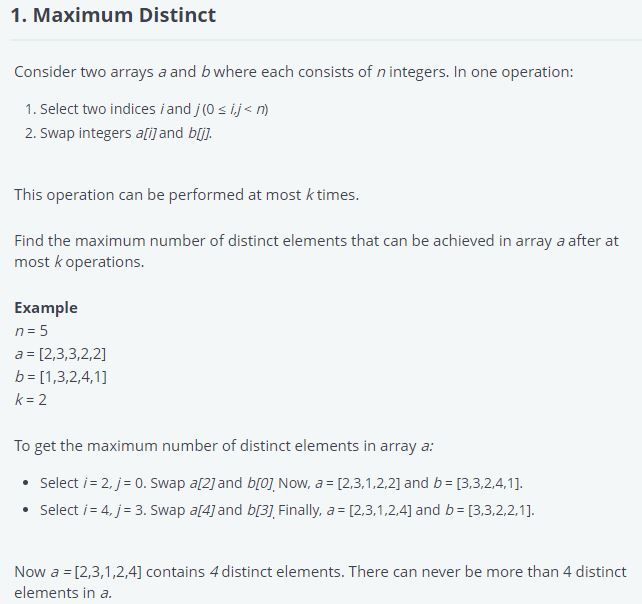 1. Maximum Distinct
Consider two arrays a and b where each consists of n integers. In one operation:
1. Select two indices i and j (0 ≤ i,j < n)
2. Swap integers a[i] and b[j].
This operation can be performed at most k times.
Find the maximum number of distinct elements that can be achieved in array a after at
most k operations.
Example
n = 5
a = [2,3,3,2,2]
b = [1,3,2,4,1]
k = 2
To get the maximum number of distinct elements in array a:
• Select i = 2, j = 0. Swap a[2] and b[0]. Now, a = [2,3,1,2,2] and b = [3,3,2,4,1].
• Select i = 4, j = 3. Swap a[4] and b[3]. Finally, a = [2,3,1,2,4] and b = [3,3,2,2,1].
Now a = [2,3,1,2,4] contains 4 distinct elements. There can never be more than 4 distinct
elements in a.